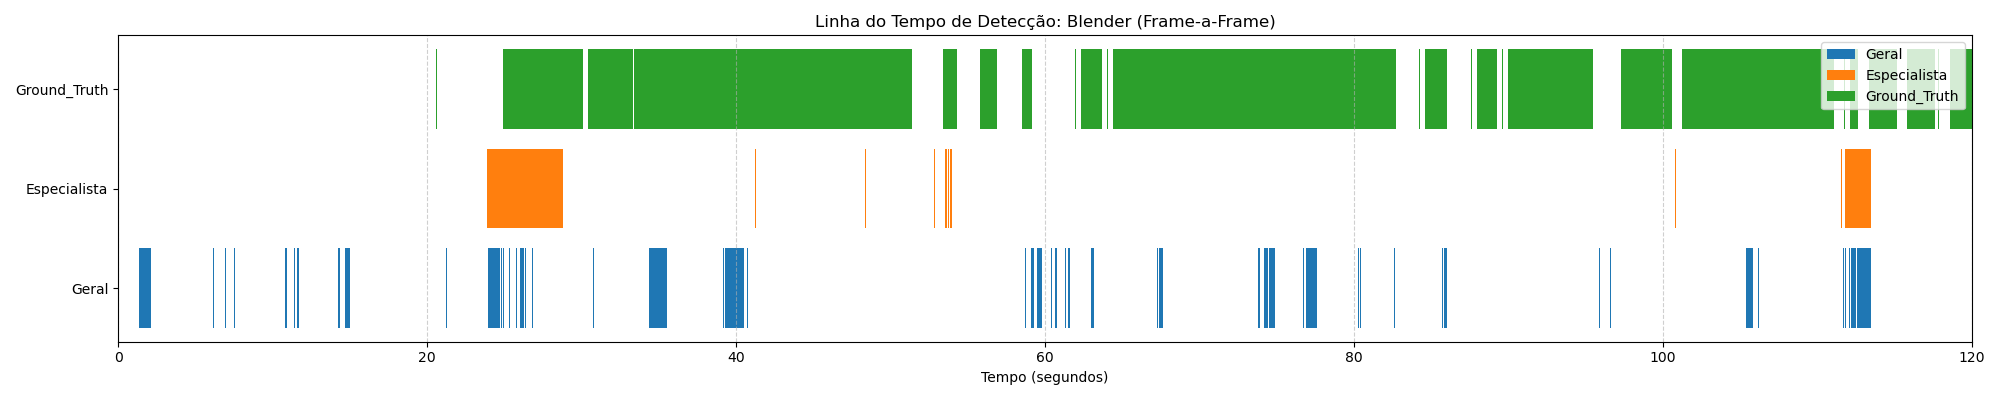 Linha do Tempo de Detecção: Blender (Frame-a-Frame)
Geral
Especialista
Ground_Truth
Ground_Truth
Especialista
Geral
0 20 40 60 80 100 120
Tempo (segundos)